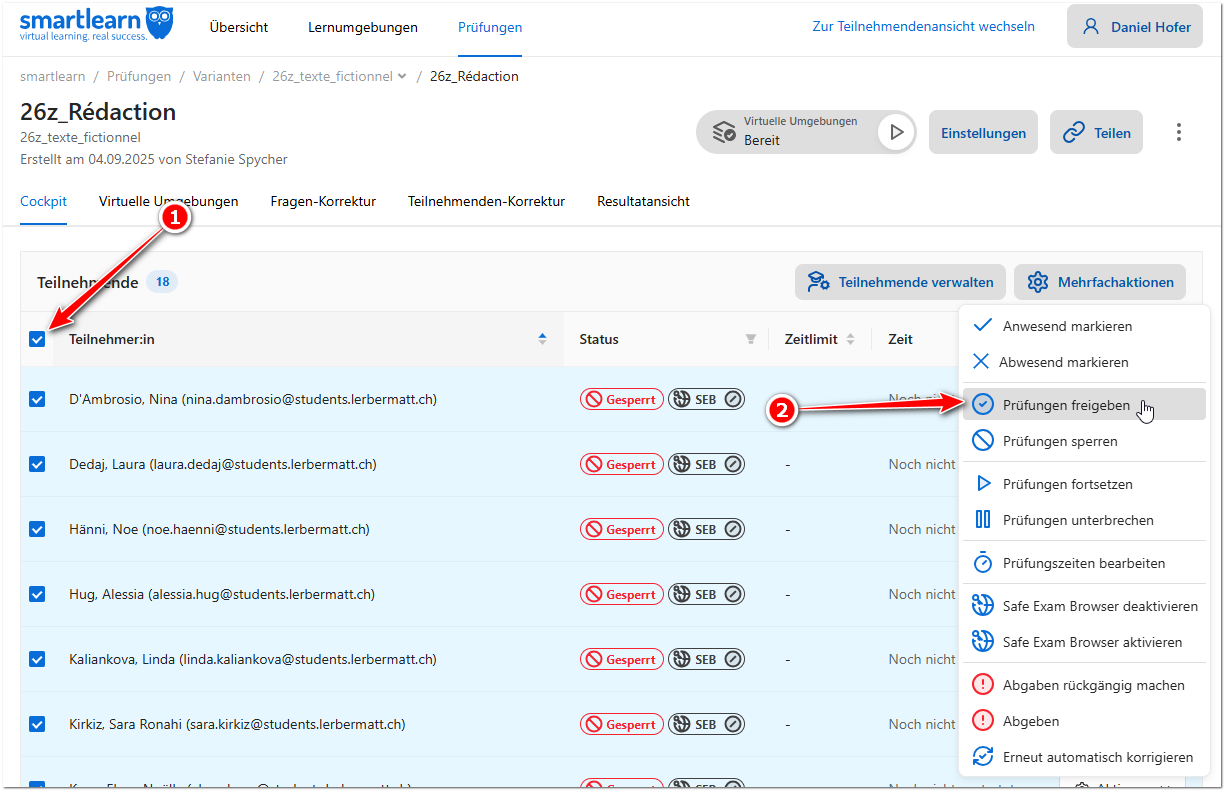 smartlearn
virtual learning. real success.
Übersicht
Lernumgebungen
Prüfungen
Zur Teilnehmendenansicht wechseln
Daniel Hofer
smartlearn / Prüfungen / Varianten / 26z_texte_fictionnel / 26z_Rédaction
26z_Rédaction
26z_texte_fictionnel
Erstellt am 04.09.2025 von Stefanie Spycher
Virtuelle Umgebungen
Bereit
Einstellungen
Teilen
Cockpit
Virtuelle Umgebungen
Fragen-Korrektur
Teilnehmenden-Korrektur
Resultatansicht
1
Teilnehmende 18
Teilnehmende verwalten
Mehrfachaktionen
Teilnehmer:in
Status
Zeitlimit
Zeit
D'Ambrosio, Nina (nina.dambrosio@students.lerbermatt.ch) Gesperrt SEB
Dedaj, Laura (laura.dedaj@students.lerbermatt.ch) Gesperrt SEB - Noch nicht
Hänni, Noe (noe.haenni@students.lerbermatt.ch) Gesperrt SEB - Noch nicht
Hug, Alessia (alessia.hug@students.lerbermatt.ch) Gesperrt SEB - Noch nicht
Kaliankova, Linda (linda.kaliankova@students.lerbermatt.ch) Gesperrt SEB - Noch nicht
Kirkiz, Sara Ronahi (sara.kirkiz@students.lerbermatt.ch) Gesperrt SEB - Noch nicht
2
Anwesend markieren
Abwesend markieren
Prüfungen freigeben
Prüfungen sperren
Prüfungen fortsetzen
Prüfungen unterbrechen
Prüfungszeiten bearbeiten
Safe Exam Browser deaktivieren
Safe Exam Browser aktivieren
Abgaben rückgängig machen
Abgeben
Erneut automatisch korrigieren